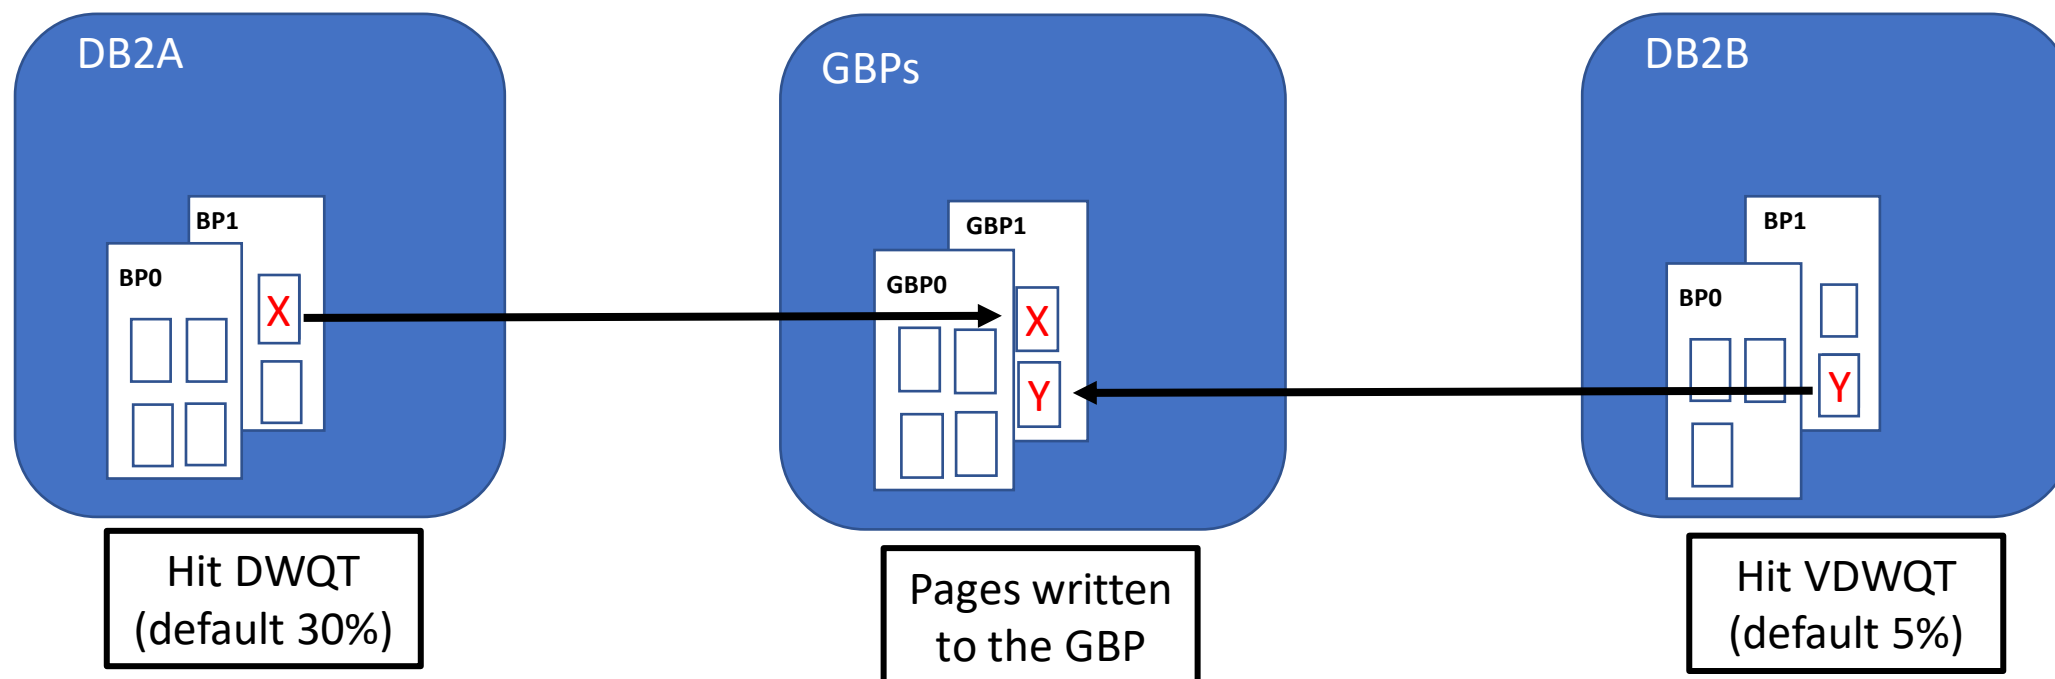 DB2A
BP1
BP0
X
Hit DWQT
(default 30%)
GBPs
GBP1
GBP0
X
Y
Pages written
to the GBP
DB2B
BP1
BP0
Y
Hit VDWQT
(default 5%)